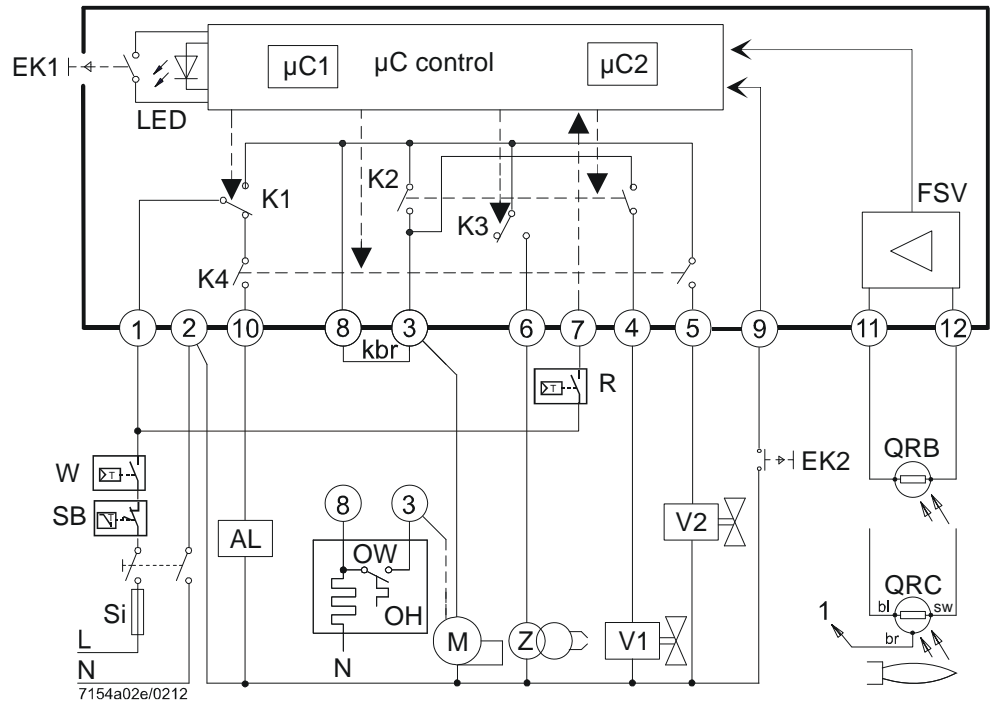 µC1 µC control µC2
EK1
LED
FSV
K1 K2 K3
K4
1 2 10 8 3 6 7 4 5 9 11 12
kbr
R
W
SB
QRB
EK2
8 3
V2
AL
OW
OH
Si
QRC
bl sw
1
br
L
M Z V1
N N
7154a02e/0212
T
T